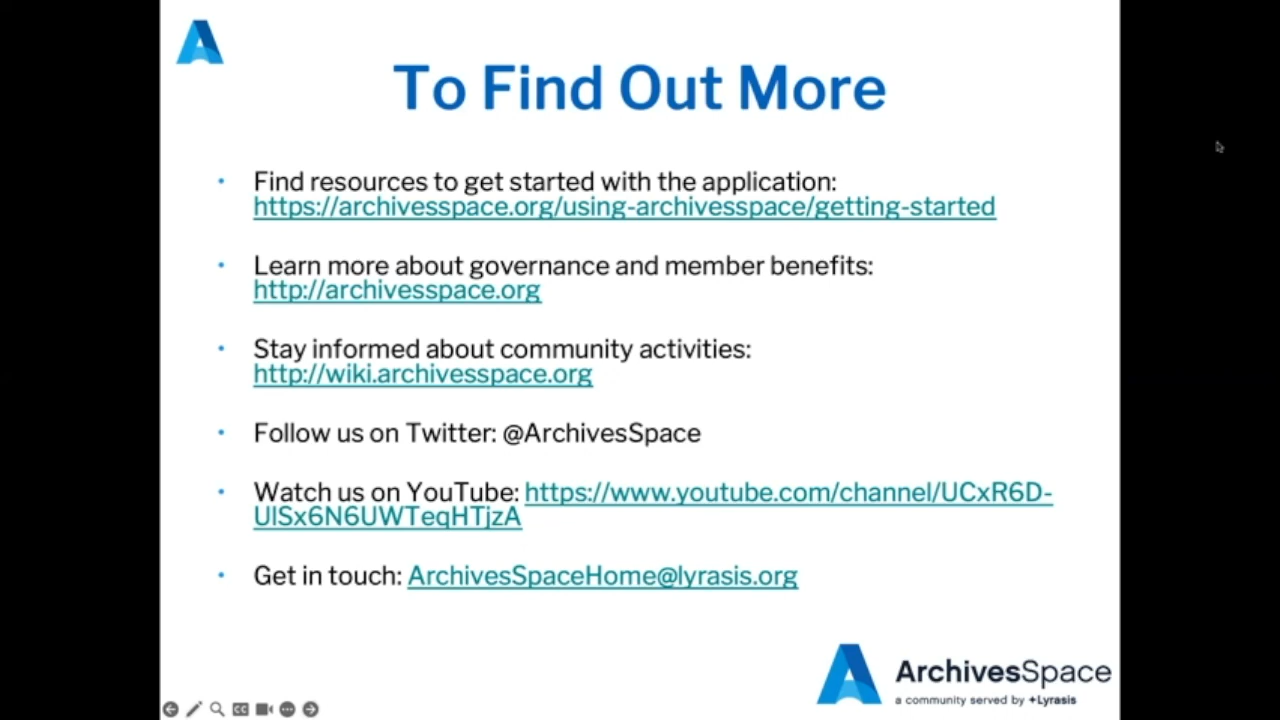 To Find Out More
• Find resources to get started with the application:
https://archivesspace.org/using-archivesspace/getting-started
• Learn more about governance and member benefits:
http://archivesspace.org
• Stay informed about community activities:
http://wiki.archivesspace.org
• Follow us on Twitter: @ArchivesSpace
• Watch us on YouTube: https://www.youtube.com/channel/UCxR6D-
UlSx6N6UWTeqHTjzA
• Get in touch: ArchivesSpaceHome@lyrasis.org
ArchivesSpace
a community served by +Lyrasis
CC